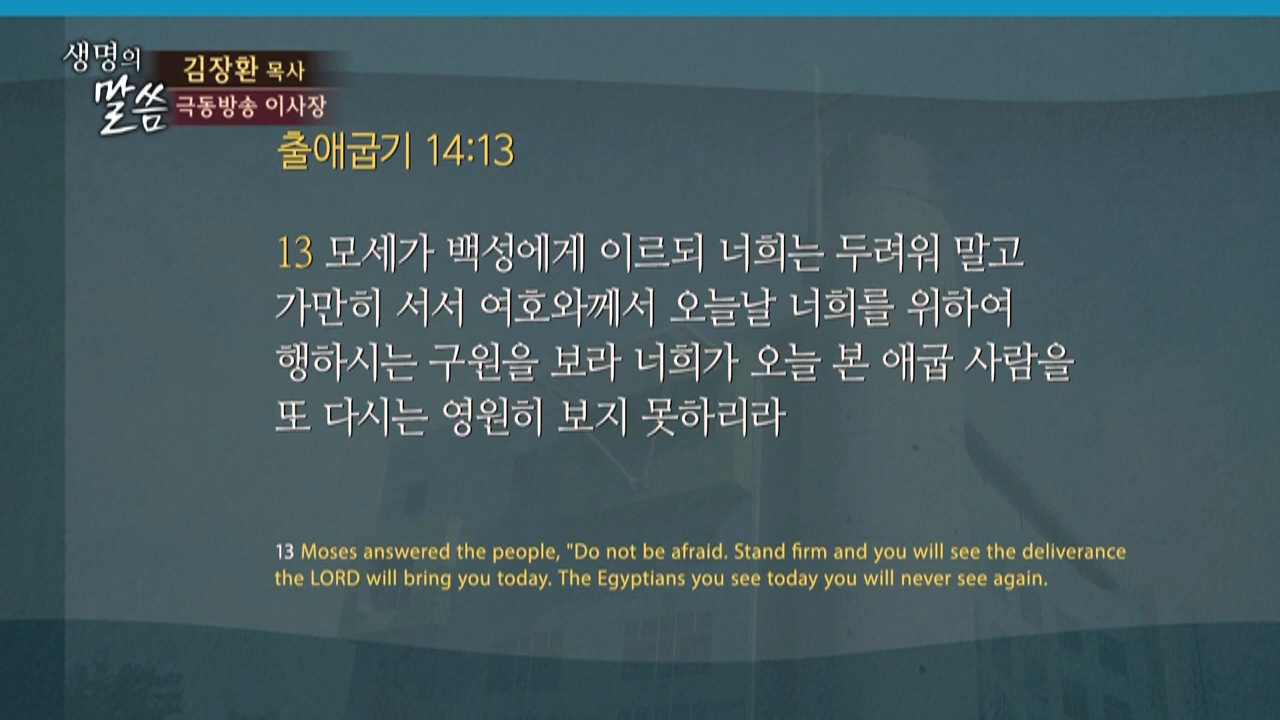 생명의
말씀
김장환 목사
극동방송 이사장
출애굽기 14:13
13 모세가 백성에게 이르되 너희는 두려워 말고
가만히 서서 여호와께서 오늘날 너희를 위하여
행하시는 구원을 보라 너희가 오늘 본 애굽 사람을
또 다시는 영원히 보지 못하리라
13 Moses answered the people, "Do not be afraid. Stand firm and you will see the deliverance
the LORD will bring you today. The Egyptians you see today you will never see again.